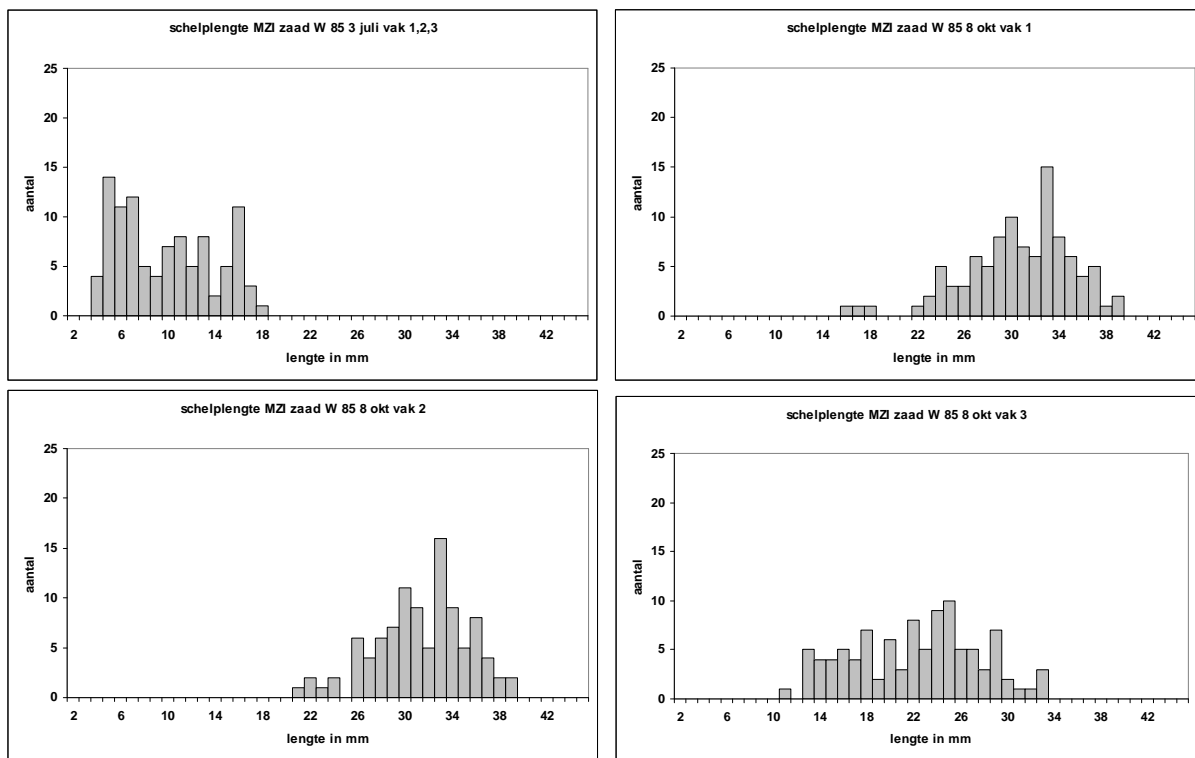 schelplengte MZI zaad W 85 3 juli vak 1,2,3
25
20
15
10
5
0
aantal
2 6 10 14 18 22 26 30 34 38 42
lengte in mm
schelplengte MZI zaad W 85 8 okt vak 1
25
20
15
10
5
0
aantal
2 6 10 14 18 22 26 30 34 38 42
lengte in mm
schelplengte MZI zaad W 85 8 okt vak 2
25
20
15
10
5
0
aantal
2 6 10 14 18 22 26 30 34 38 42
lengte in mm
schelplengte MZI zaad W 85 8 okt vak 3
25
20
15
10
5
0
aantal
2 6 10 14 18 22 26 30 34 38 42
lengte in mm